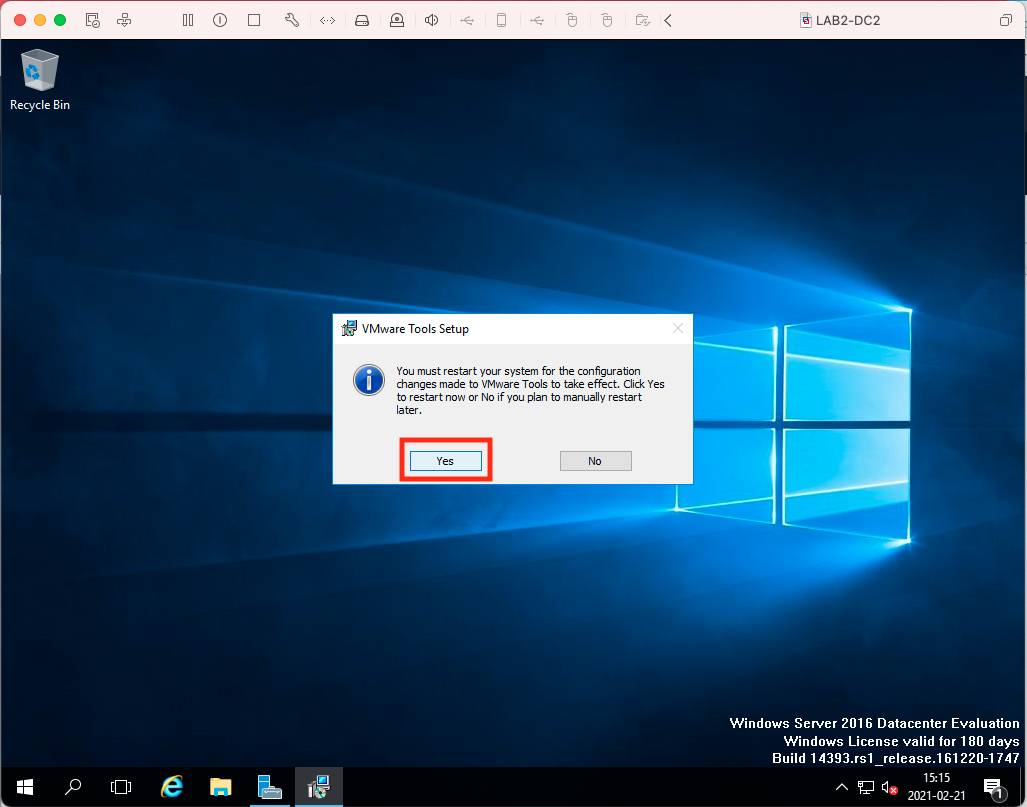 LAB2-DC2
Recycle Bin
VMware Tools Setup
You must restart your system for the configuration
changes made to VMware Tools to take effect. Click Yes
to restart now or No if you plan to manually restart
later.
Yes
No
Windows Server 2016 Datacenter Evaluation
Windows License valid for 180 days
Build 14393.rs1_release.161220-1747
15:15
2021-02-21
1